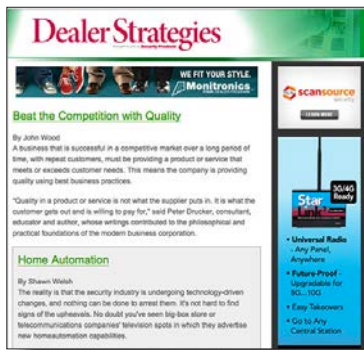 Dealer Strategies
WE FIT YOUR STYLE.
Monitronics
Beat the Competition with Quality
By John Wood
A business that is successful in a competitive market over a long period of
time, with repeat customers, must be providing a product or service that
meets or exceeds customer needs. This means the company is providing
quality using best business practices.
"Quality in a product or service is not what the supplier puts in. It is what the
customer gets out and is willing to pay for," said Peter Drucker, consultant,
educator and author, whose writings contributed to the philosophical and
practical foundations of the modern business corporation.
Home Automation
By Shawn Welsh
The reality is that the security industry is undergoing technology-driven
changes, and nothing can be done to arrest them. It's not hard to find
signs of the upheavals. No doubt you've seen big-box store or
telecommunications companies' television spots in which they advertise
new homeautomation capabilities.
scansource
security
LEARN MORE
3G/4G
Ready
Star
Link
• Universal Radio
- Any Panel,
Anywhere
• Future-Proof -
Upgradable for
5G...10G
• Easy Takeovers
• Go to Any
Central Station